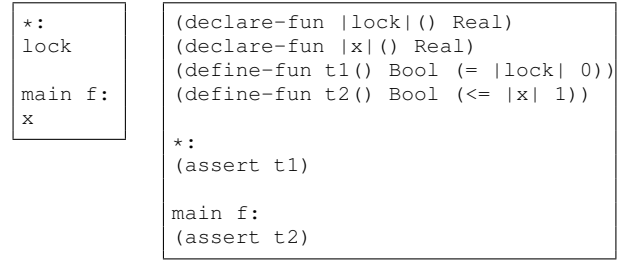 *:
lock
main f:
x
(declare-fun |lock|() Real)
(declare-fun |x|() Real)
(define-fun t1() Bool (= |lock| 0))
(define-fun t2() Bool (<= |x| 1))
*:
(assert t1)
main f:
(assert t2)